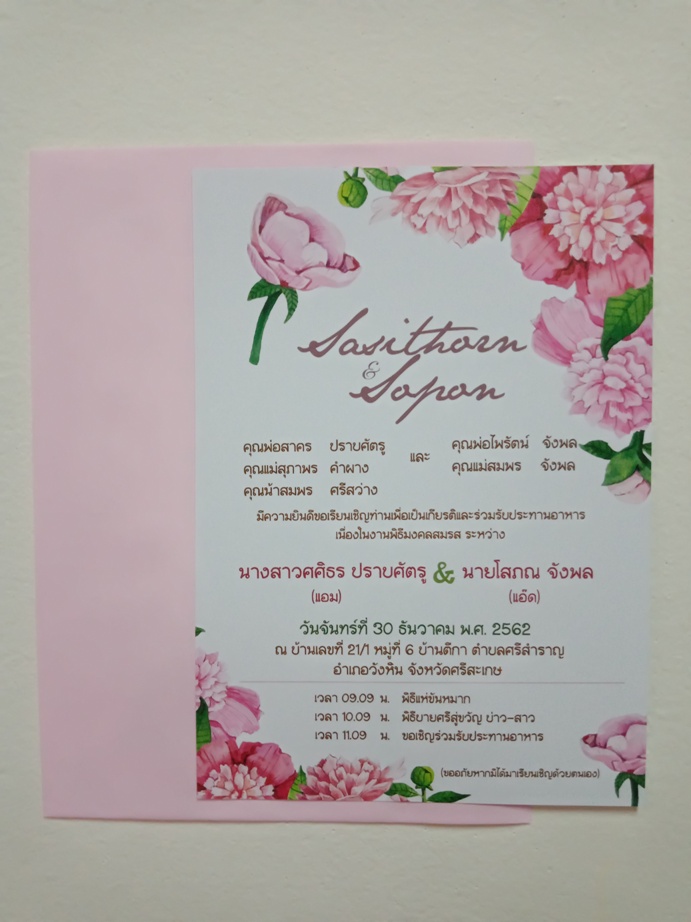 Sasithorn
&
Sopon
คุณพ่อสาคร ปราบศัตรู และ คุณพ่อไพรัตน์ จังพล
คุณแม่สุภาพร คำผาง คุณแม่สมพร จังพล
คุณน้าสมพร ศรีสว่าง
มีความยินดีขอเรียนเชิญท่านเพื่อเป็นเกียรติและร่วมรับประทานอาหาร
เนื่องในงานพิธีมงคลสมรส ระหว่าง
นางสาวศศิธร ปราบศัตรู & นายโสภณ จังพล
(แอม) (แอ๊ด)
วันจันทร์ที่ 30 ธันวาคม พ.ศ. 2562
ณ บ้านเลขที่ 21/1 หมู่ที่ 6 บ้านตีกา ตำบลศรีสำราญ
อำเภอวังหิน จังหวัดศรีสะเกษ
เวลา 09.09 น. พิธีแห่ขันหมาก
เวลา 10.09 น. พิธีบายศรีสู่ขวัญ บ่าว-สาว
เวลา 11.09 น. ขอเชิญร่วมรับประทานอาหาร
(ขออภัยหากมิได้มาเรียนเชิญด้วยตนเอง)